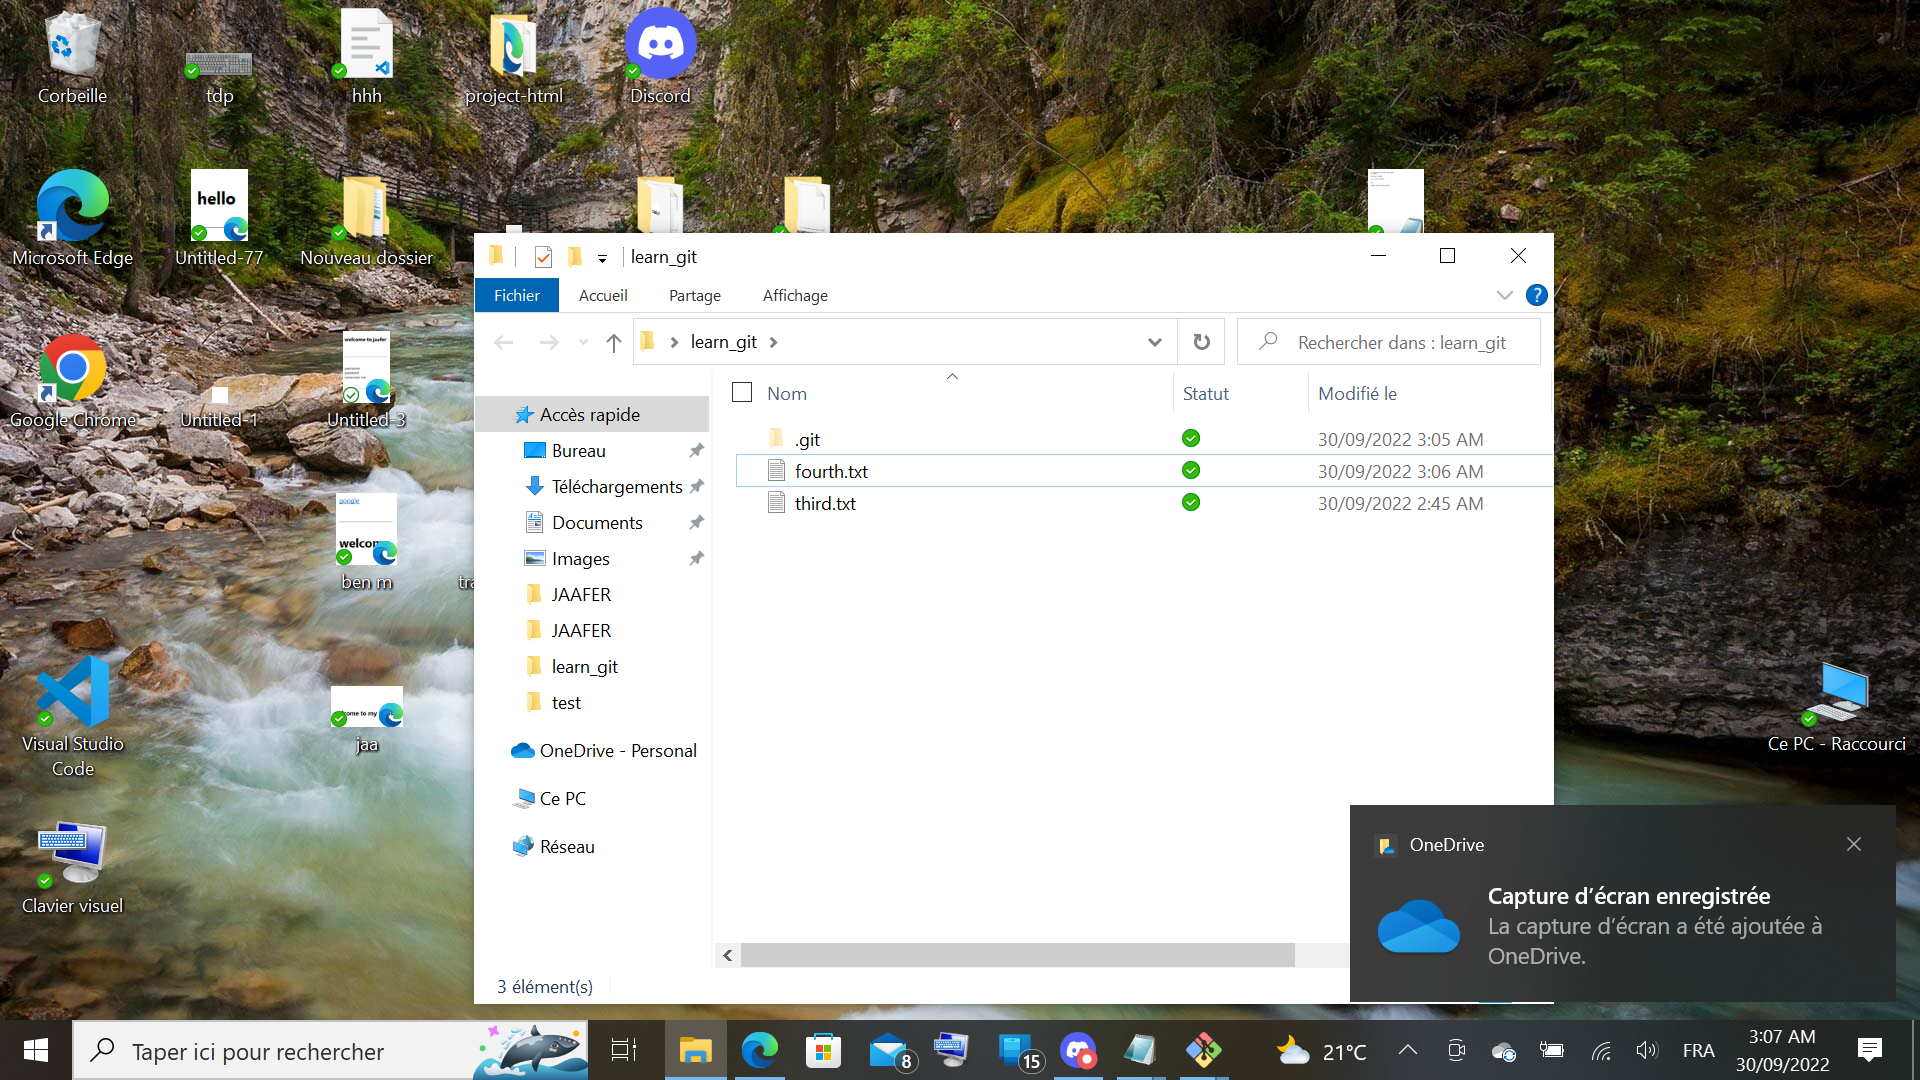 Corbeille
tdp
hhh
project-html
Discord
hello
Microsoft Edge
Untitled-77
Nouveau dossier
learn_git
Fichier
Accueil
Partage
Affichage
learn_git
Rechercher dans : learn_git
welcome to jaafer
Google Chrome
Untitled-1
Untitled-3
Nom
Statut
Modifié le
Accès rapide
.git
30/09/2022 3:05 AM
Bureau
fourth.txt
30/09/2022 3:06 AM
Téléchargements
third.txt
30/09/2022 2:45 AM
google
Documents
Images
ben m
JAAFER
JAAFER
learn_git
test
Visual Studio
Code
jaa
Ce PC - Raccourci
OneDrive - Personal
Ce PC
Réseau
Clavier visuel
OneDrive
Capture d’écran enregistrée
La capture d’écran a été ajoutée à
OneDrive.
3 élément(s)
Taper ici pour rechercher
8
15
21°C
FRA
3:07 AM
30/09/2022